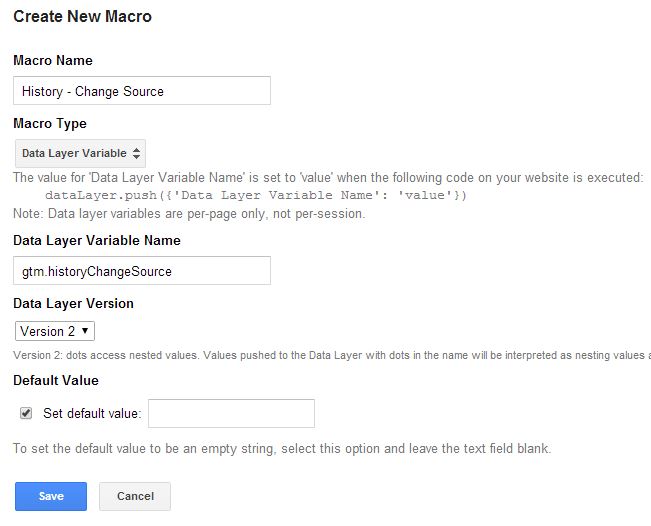 Create New Macro
Macro Name
History - Change Source
Macro Type
Data Layer Variable
The value for 'Data Layer Variable Name' is set to 'value' when the following code on your website is executed:
dataLayer.push({'Data Layer Variable Name': 'value'})
Note: Data layer variables are per-page only, not per-session.
Data Layer Variable Name
gtm.historyChangeSource
Data Layer Version
Version 2
Version 2: dots access nested values. Values pushed to the Data Layer with dots in the name will be interpreted as nesting values a
Default Value
Set default value:
To set the default value to be an empty string, select this option and leave the text field blank.
Save Cancel